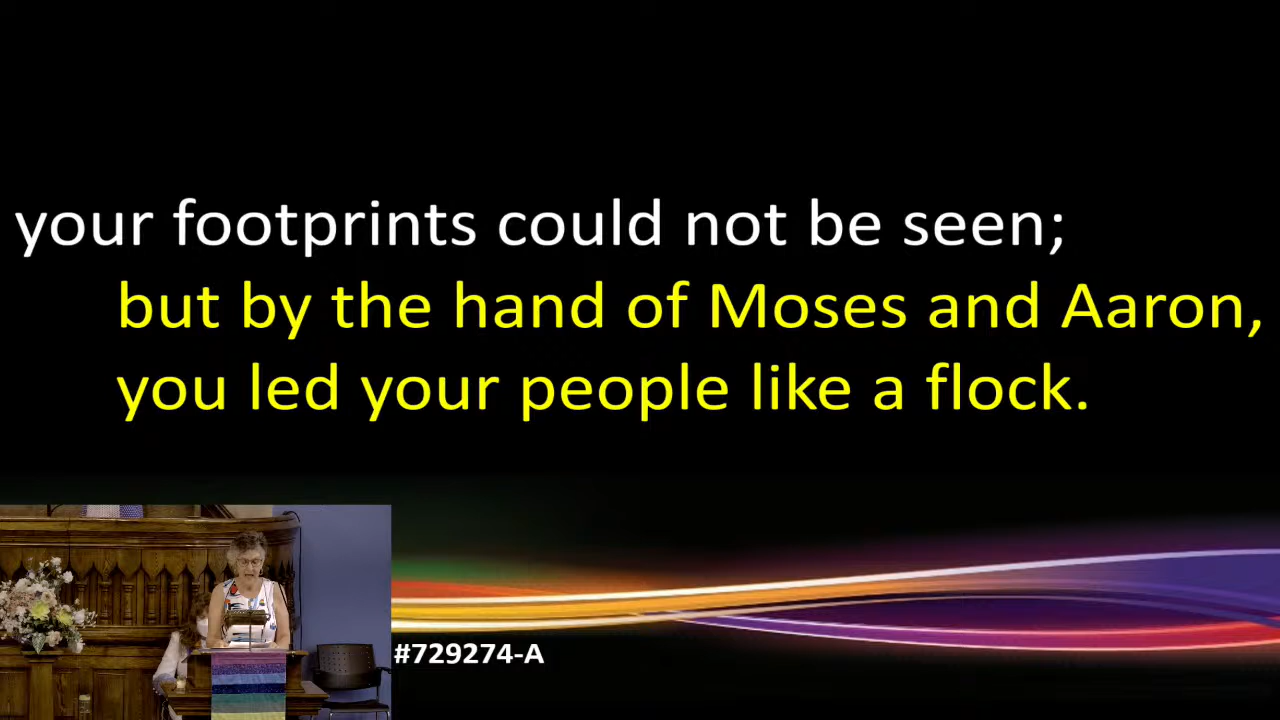 your footprints could not be seen;
but by the hand of Moses and Aaron,
you led your people like a flock.
#729274-A